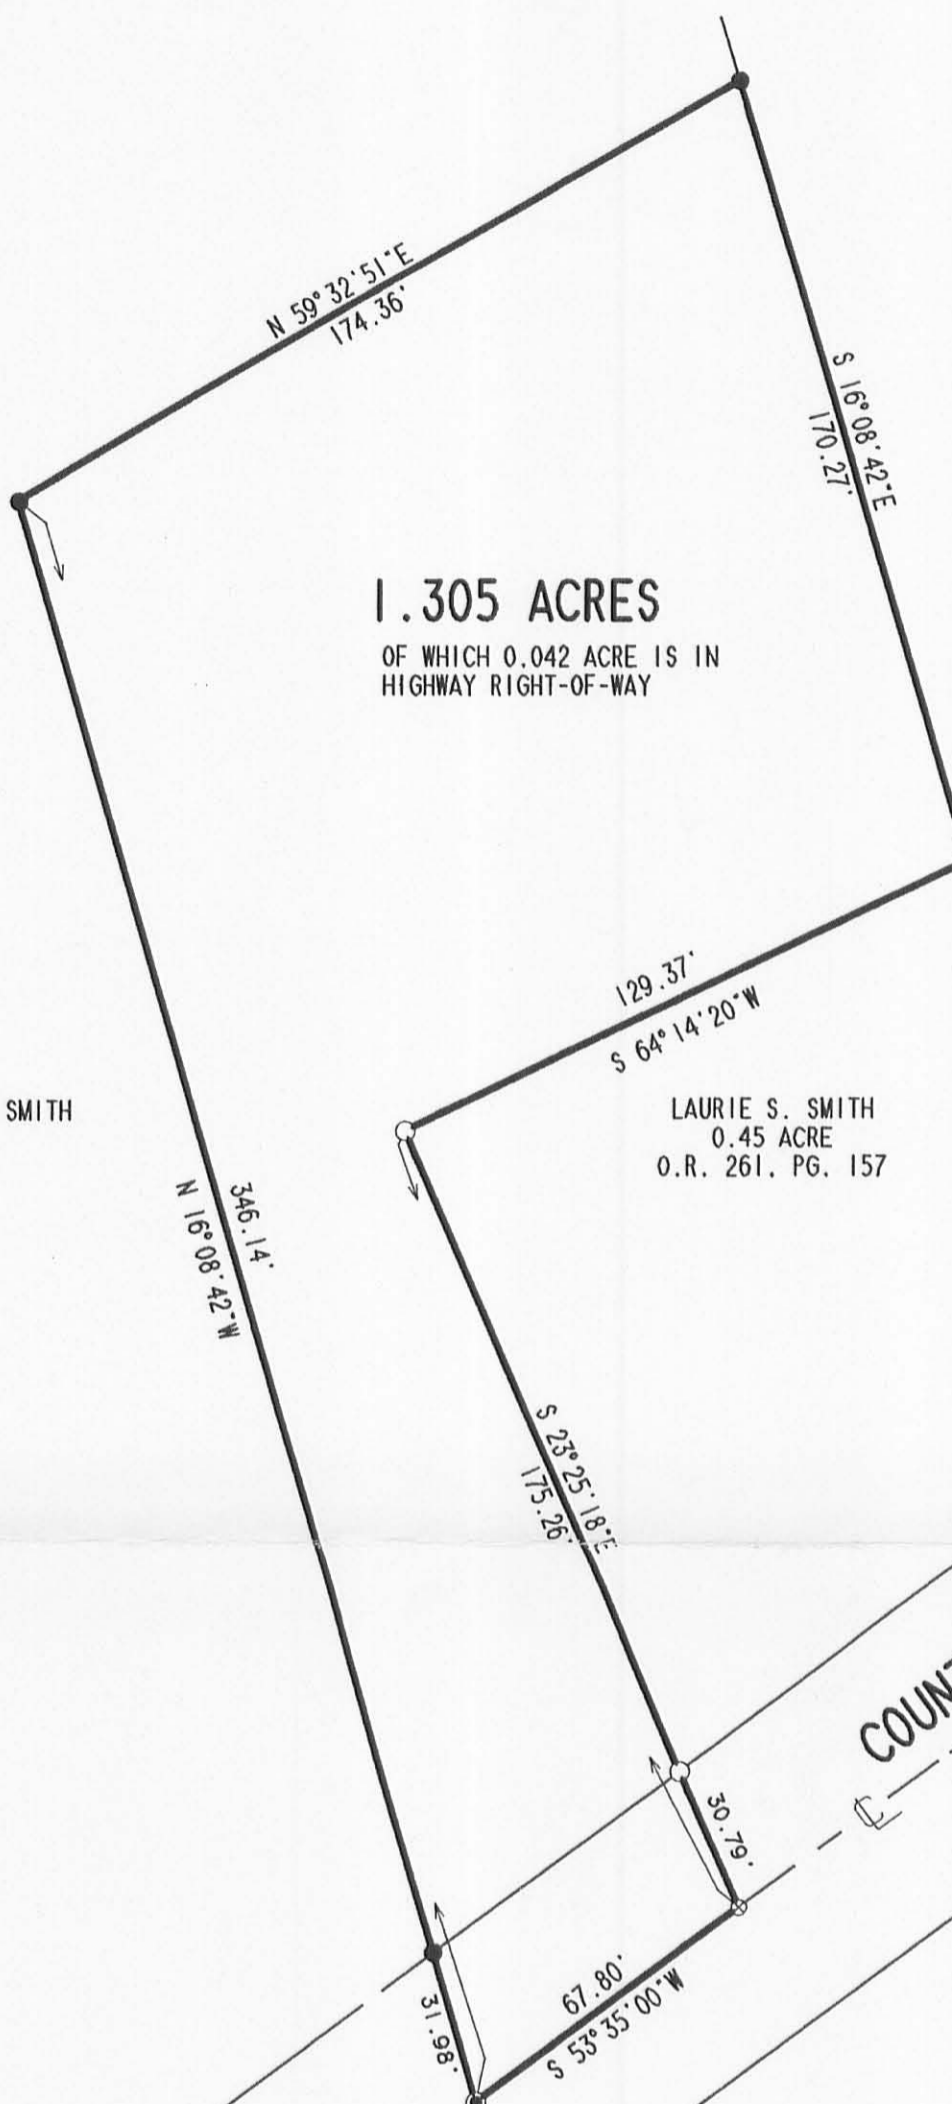 N 59°32'51"E
174.36'
S 16°08'42"E
170.27'
1.305 ACRES
OF WHICH 0.042 ACRE IS IN
HIGHWAY RIGHT-OF-WAY
129.37'
S 64°14'20"W
SMITH
LAURIE S. SMITH
0.45 ACRE
O.R. 261. PG. 157
346.14'
N 16°08'42"W
S 23°25'18"E
175.26'
COUN
30.79'
67.80'
S 53°35'00"W
31.98'